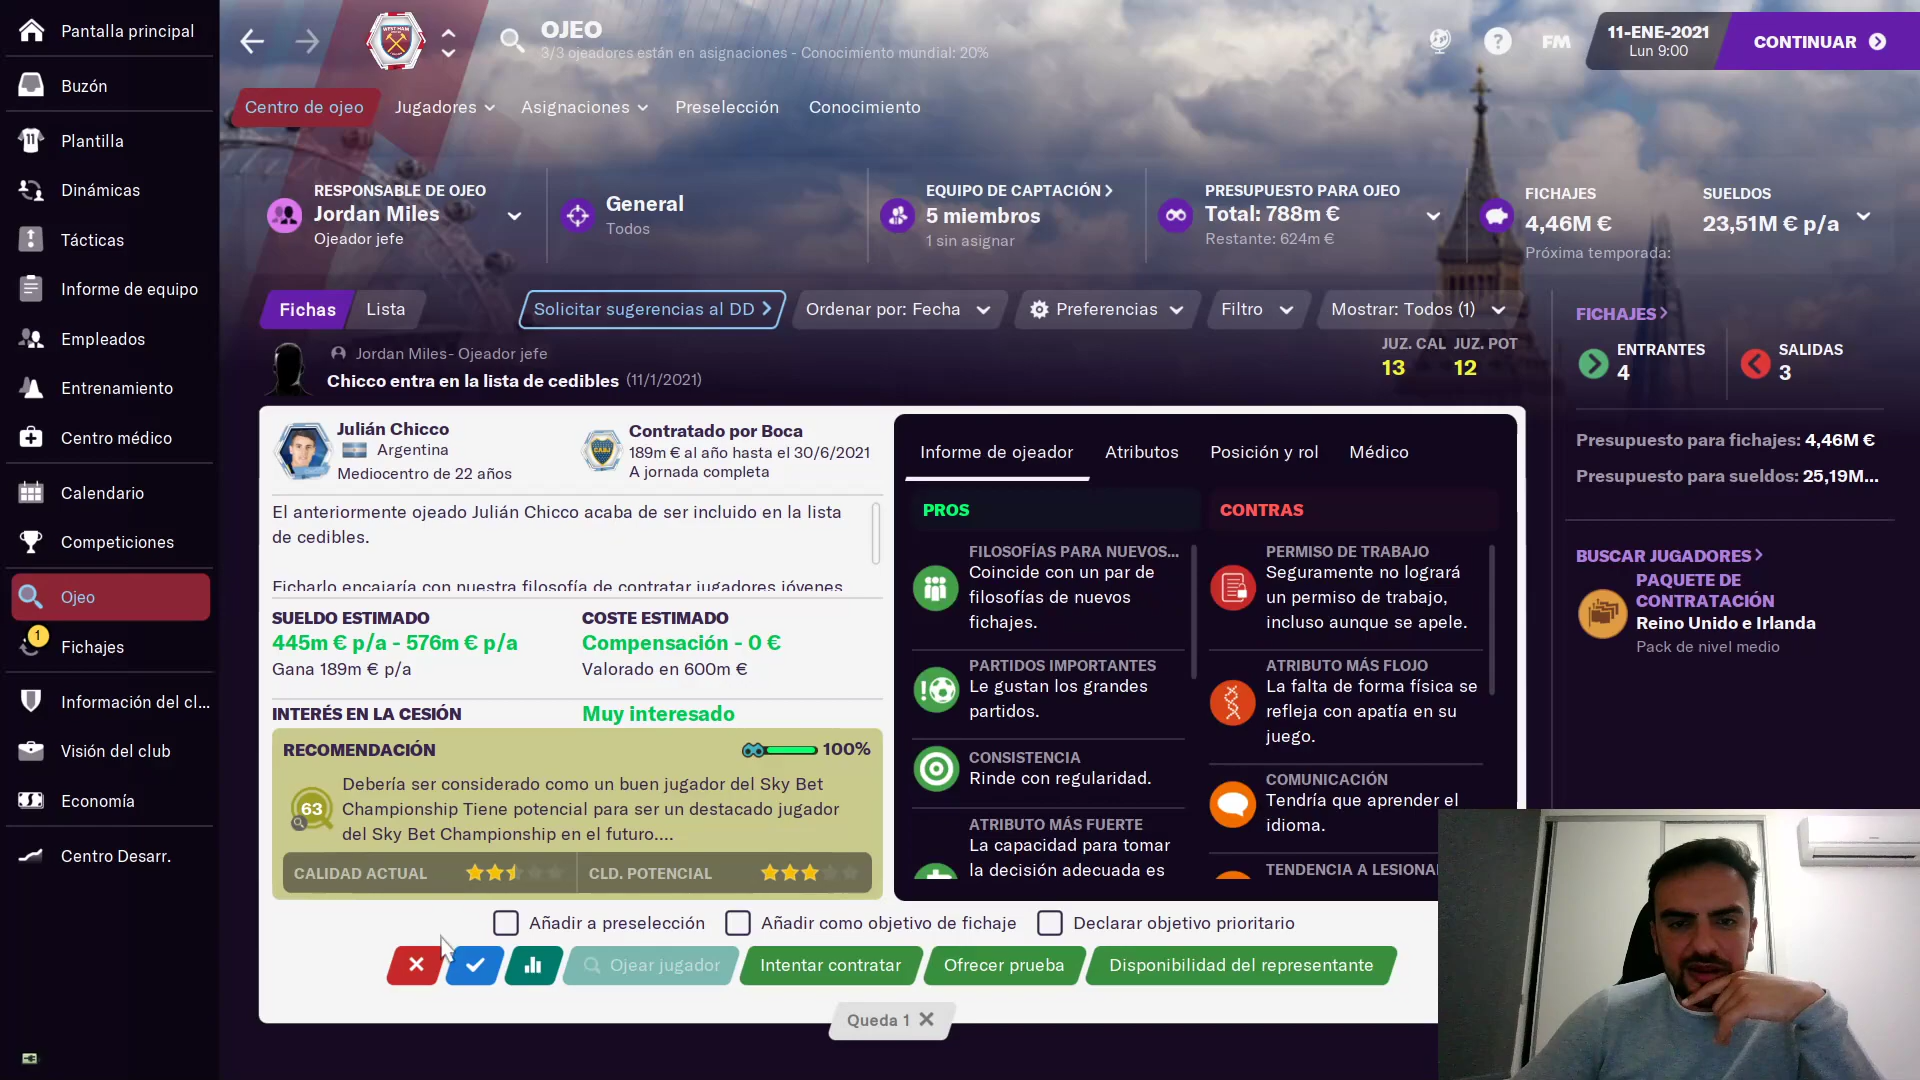 Pantalla principal
Buzón
Plantilla
Dinámicas
Tácticas
Informe de equipo
Empleados
Entrenamiento
Centro médico
Calendario
Competiciones
Ojeo
1
Fichajes
Información del cl...
Visión del club
Economía
Centro Desarr.
WEST HAM
OJEO
3/3 ojeadores están en asignaciones - Conocimiento mundial: 20%
?
FM
11-ENE-2021
Lun 9:00
CONTINUAR
Centro de ojeo
Jugadores
Asignaciones
Preselección
Conocimiento
RESPONSABLE DE OJEO
Jordan Miles
Ojeador jefe
General
Todos
EQUIPO DE CAPTACIÓN
5 miembros
1 sin asignar
PRESUPUESTO PARA OJEO
Total: 788m €
Restante: 624m €
FICHAJES
4,46M €
SUELDOS
23,51M € p/a
Próxima temporada:
Fichas
Lista
Solicitar sugerencias al DD
Ordenar por: Fecha
Preferencias
Filtro
Mostrar: Todos (1)
Jordan Miles- Ojeador jefe
Chicco entra en la lista de cedibles (11/1/2021)
JUZ. CAL
13
JUZ. POT
12
Julián Chicco
Argentina
Mediocentro de 22 años
CABJ
Contratado por Boca
189m € al año hasta el 30/6/2021
A jornada completa
El anteriormente ojeado Julián Chicco acaba de ser incluido en la lista
de cedibles.
Ficharlo encajaría con nuestra filosofía de contratar jugadores jóvenes
SUELDO ESTIMADO
445m € p/a - 576m € p/a
Gana 189m € p/a
COSTE ESTIMADO
Compensación - 0 €
Valorado en 600m €
INTERÉS EN LA CESIÓN
Muy interesado
RECOMENDACIÓN
100%
63
Debería ser considerado como un buen jugador del Sky Bet
Championship Tiene potencial para ser un destacado jugador
del Sky Bet Championship en el futuro....
CALIDAD ACTUAL
CLD. POTENCIAL
Informe de ojeador
Atributos
Posición y rol
Médico
PROS
FILOSOFÍAS PARA NUEVOS...
Coincide con un par de
filosofías de nuevos
fichajes.
PARTIDOS IMPORTANTES
Le gustan los grandes
partidos.
CONSISTENCIA
Rinde con regularidad.
ATRIBUTO MÁS FUERTE
La capacidad para tomar
la decisión adecuada es
CONTRAS
PERMISO DE TRABAJO
Seguramente no logrará
un permiso de trabajo,
incluso aunque se apele.
ATRIBUTO MÁS FLOJO
La falta de forma física se
refleja con apatía en su
juego.
COMUNICACIÓN
Tendría que aprender el
idioma.
TENDENCIA A LESIONA
Añadir a preselección
Añadir como objetivo de fichaje
Declarar objetivo prioritario
Ojear jugador
Intentar contratar
Ofrecer prueba
Disponibilidad del representante
Queda 1
FICHAJES
ENTRANTES
4
SALIDAS
3
Presupuesto para fichajes: 4,46M €
Presupuesto para sueldos: 25,19M...
BUSCAR JUGADORES
PAQUETE DE
CONTRATACIÓN
Reino Unido e Irlanda
Pack de nivel medio